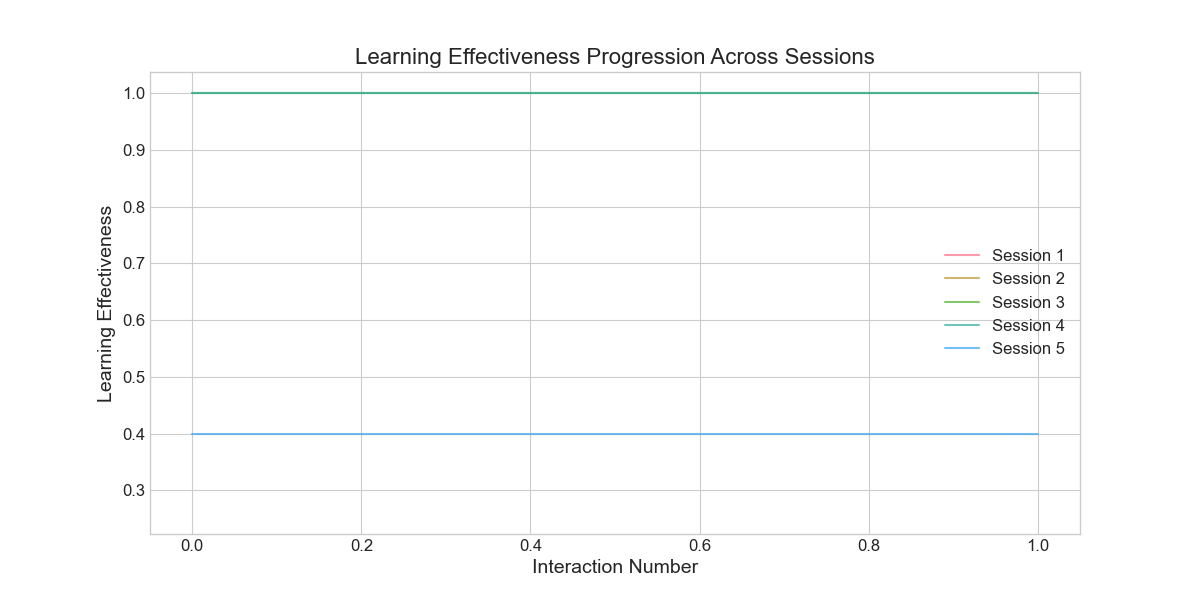 Learning Effectiveness Progression Across Sessions
1.0
0.9
0.8
0.7
0.6
0.5
0.4
0.3
Learning Effectiveness
Session 1
Session 2
Session 3
Session 4
Session 5
0.0 0.2 0.4 0.6 0.8 1.0
Interaction Number